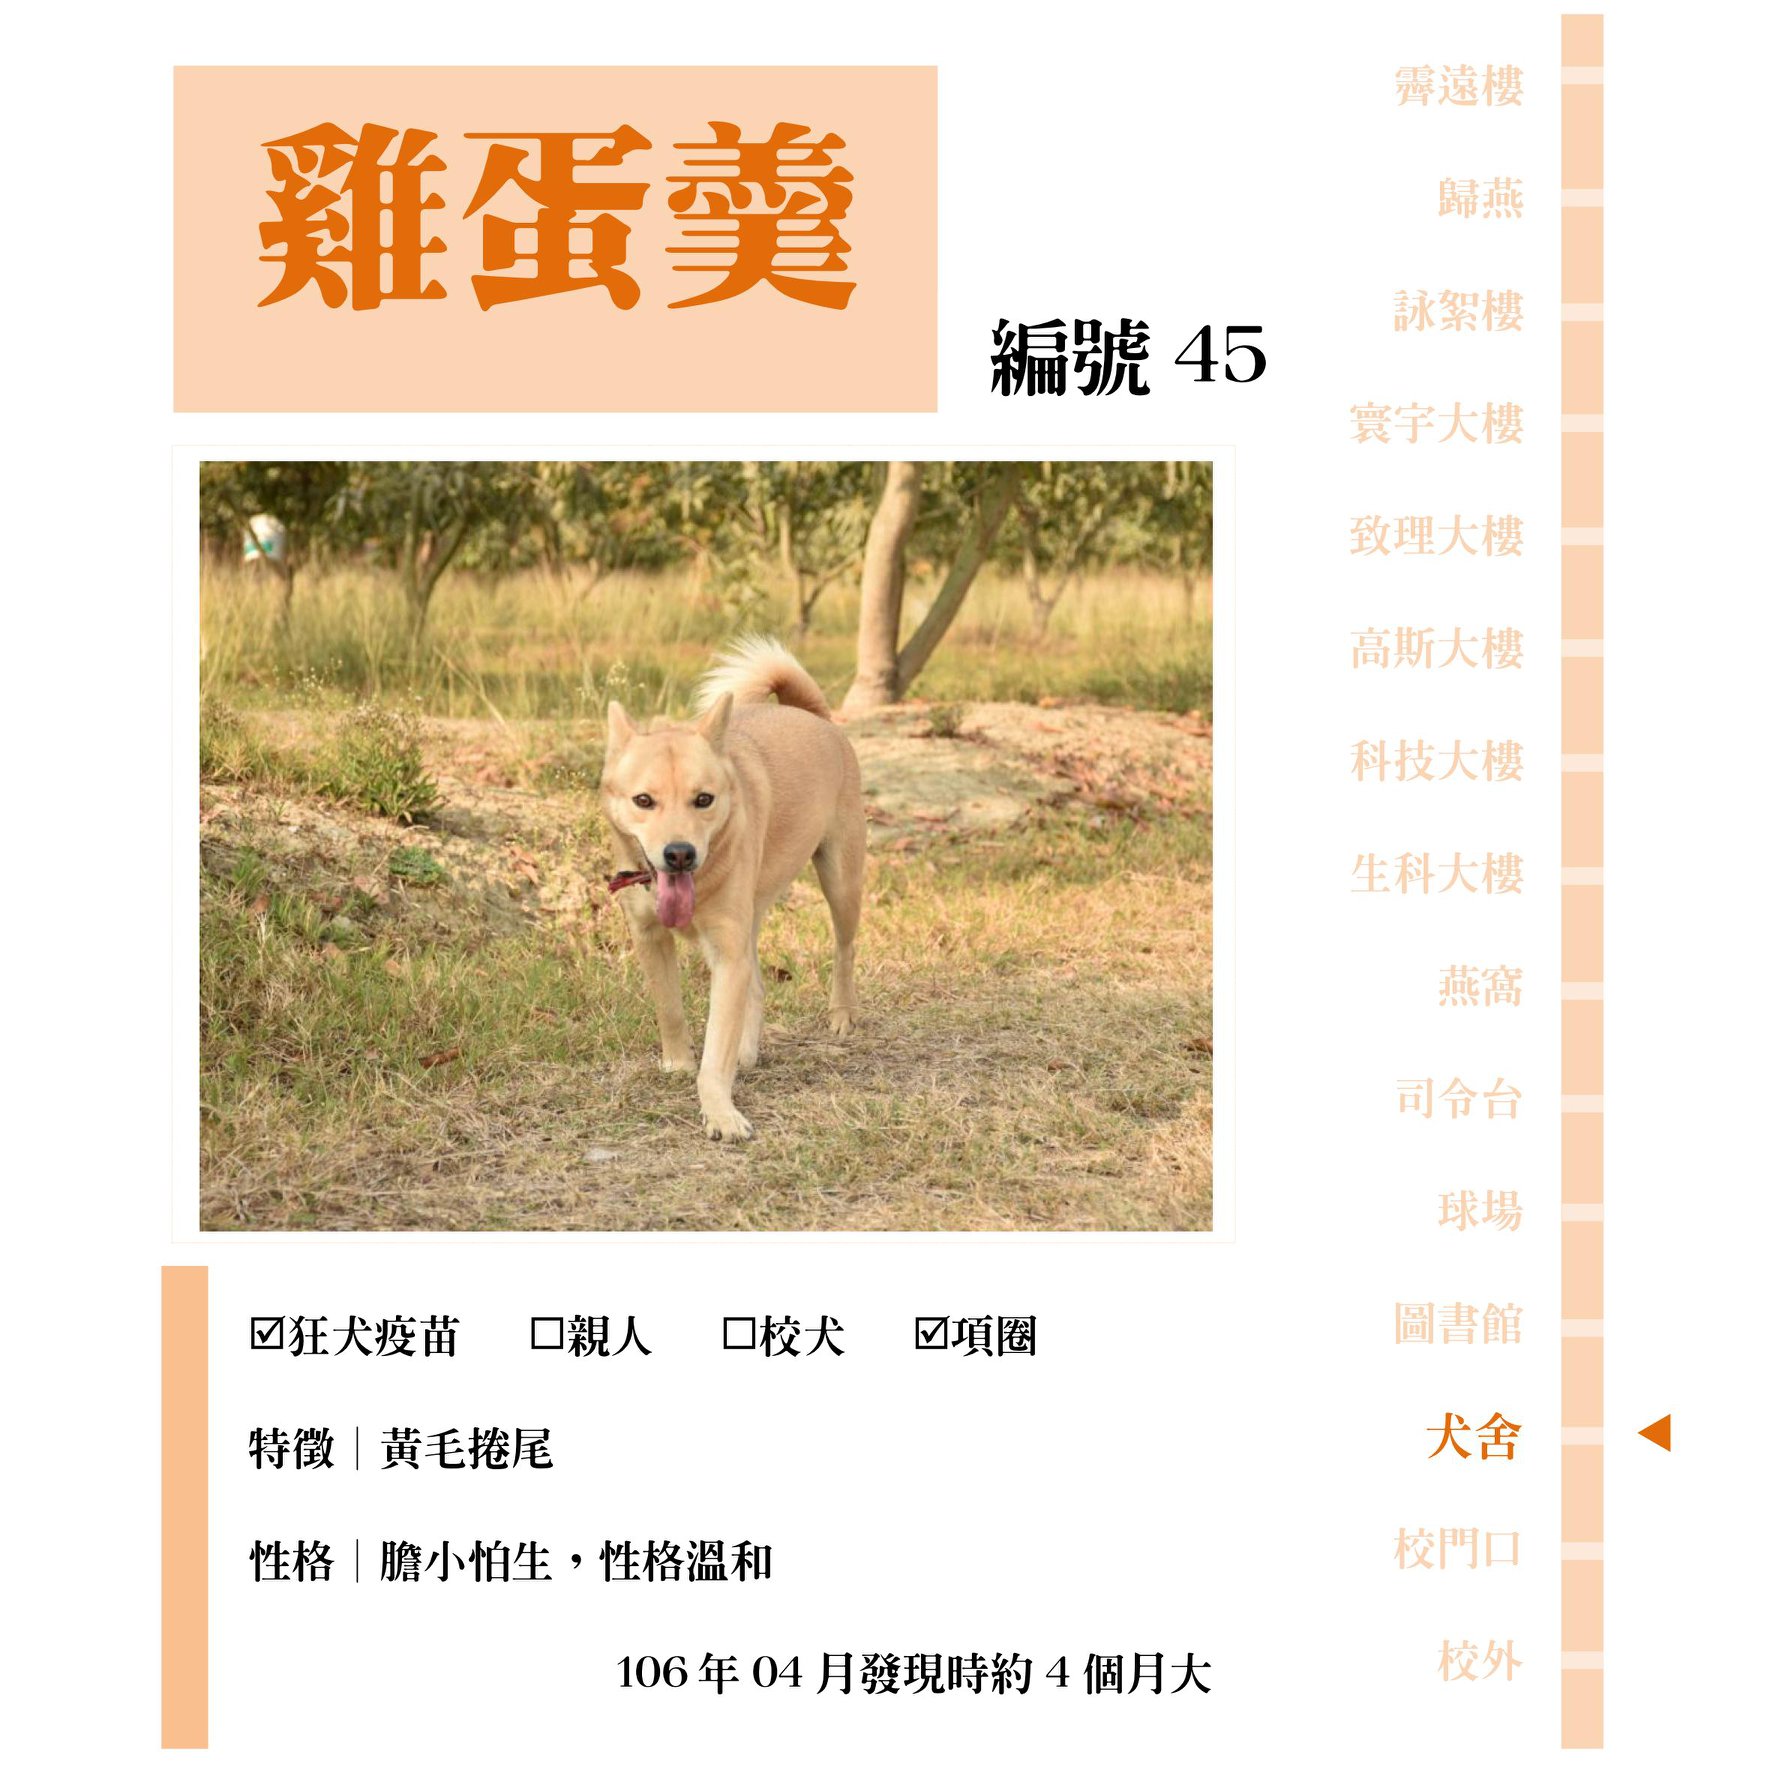 雞蛋羹
編號 45
霽遠樓
歸燕
詠絮樓
寰宇大樓
致理大樓
高斯大樓
科技大樓
生科大樓
燕窩
司令台
球場
圖書館
犬舍
校門口
校外
☑狂犬疫苗 ☐親人 ☐校犬 ☑項圈
特徵｜黃毛捲尾
性格｜膽小怕生，性格溫和
106 年 04 月發現時約 4 個月大